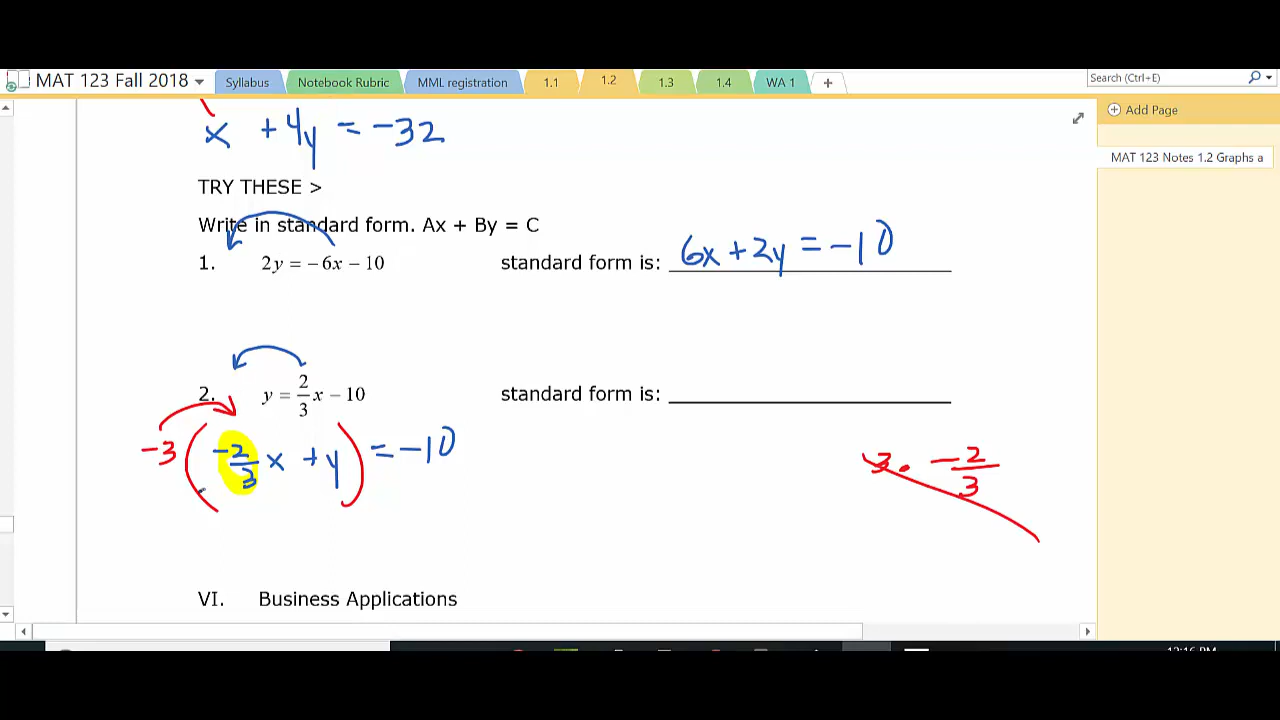 MAT 123 Fall 2018 Syllabus Notebook Rubric MML registration 1.1 1.2 1.3 1.4 WA 1 + Search (Ctrl+E)
Add Page
MAT 123 Notes 1.2 Graphs a
x + 4y = -32
TRY THESE >
Write in standard form. Ax + By = C
1. 2y = -6x - 10 standard form is: 6x + 2y = -10
2. y = 2/3 x - 10 standard form is:
-3 ( -2/3 x + y ) = -10
3 · -2/3
VI. Business Applications